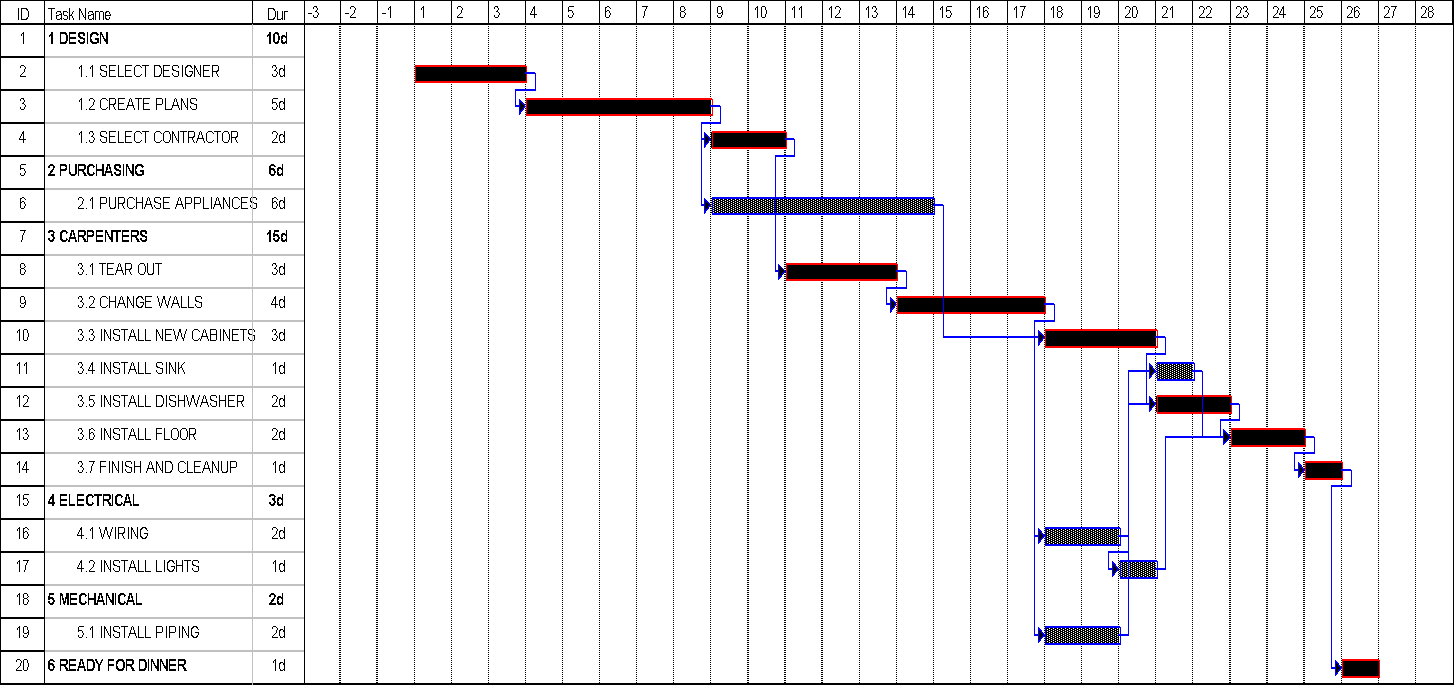 ID Task Name Dur -3 -2 -1 1 2 3 4 5 6 7 8 9 10 11 12 13 14 15 16 17 18 19 20 21 22 23 24 25 26 27 28
1 1 DESIGN 10d
2 1.1 SELECT DESIGNER 3d
3 1.2 CREATE PLANS 5d
4 1.3 SELECT CONTRACTOR 2d
5 2 PURCHASING 6d
6 2.1 PURCHASE APPLIANCES 6d
7 3 CARPENTERS 15d
8 3.1 TEAR OUT 3d
9 3.2 CHANGE WALLS 4d
10 3.3 INSTALL NEW CABINETS 3d
11 3.4 INSTALL SINK 1d
12 3.5 INSTALL DISHWASHER 2d
13 3.6 INSTALL FLOOR 2d
14 3.7 FINISH AND CLEANUP 1d
15 4 ELECTRICAL 3d
16 4.1 WIRING 2d
17 4.2 INSTALL LIGHTS 1d
18 5 MECHANICAL 2d
19 5.1 INSTALL PIPING 2d
20 6 READY FOR DINNER 1d